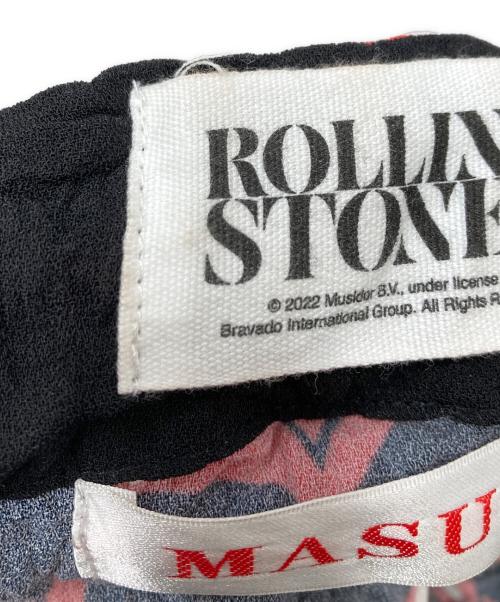 ROLLIN
STONE
© 2022 Musidor B.V., under license
Bravado International Group. All Rights R
MASU